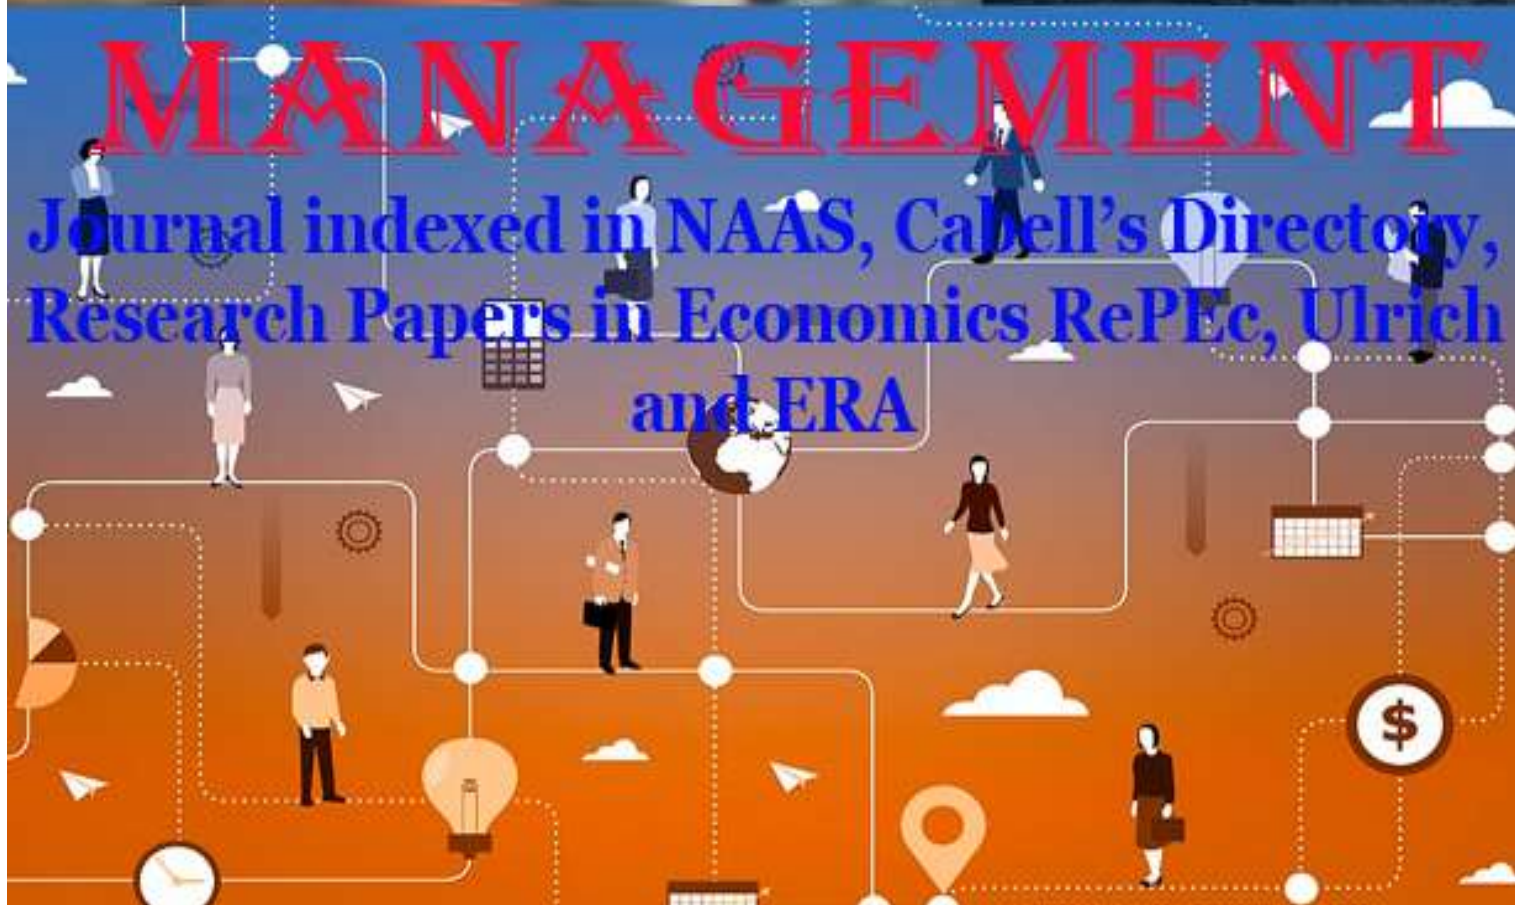 MANAGEMENT
Journal indexed in NAAS, Cabell's Directory,
Research Papers in Economics RePEc, Ulrich
and ERA
$